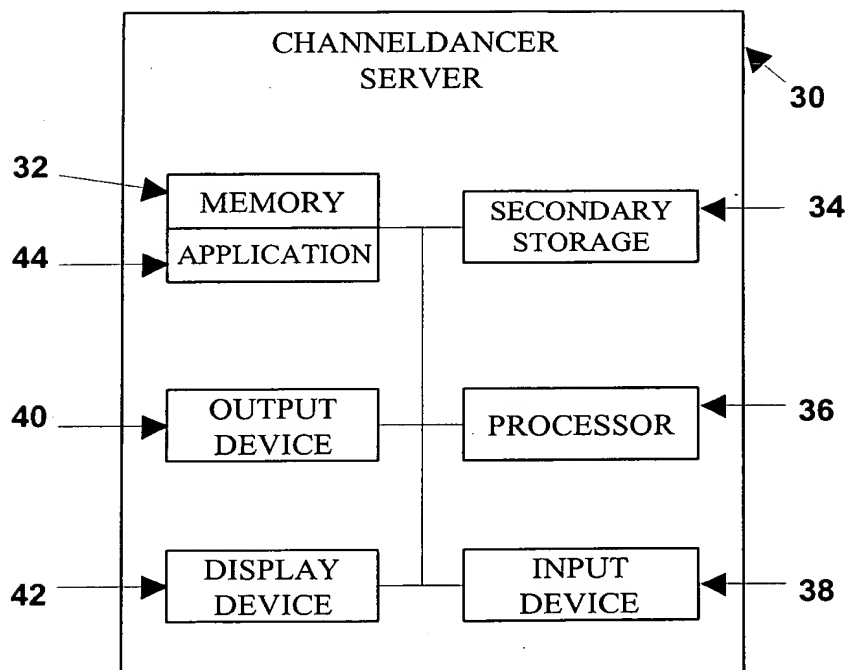 CHANNELDANCER
SERVER
30
32
MEMORY
SECONDARY
STORAGE
34
44
APPLICATION
40
OUTPUT
DEVICE
PROCESSOR
36
42
DISPLAY
DEVICE
INPUT
DEVICE
38